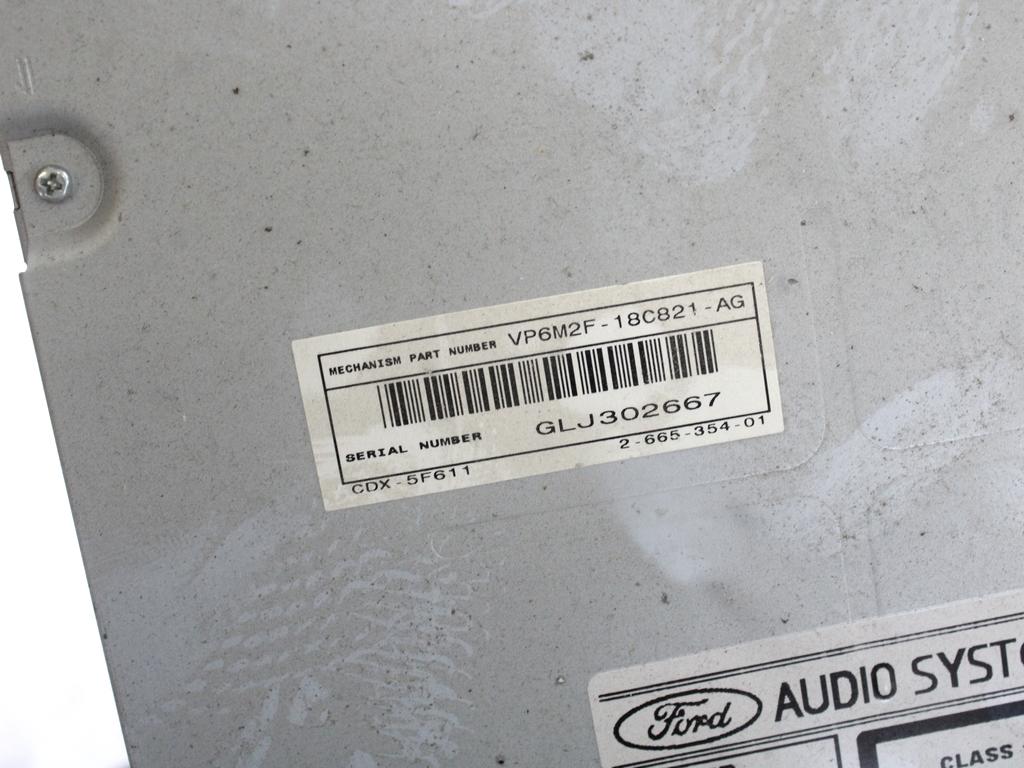 MECHANISM PART NUMBER VP6M2F-18C821-AG
SERIAL NUMBER GLJ302667
CDX-5F611 2-665-354-01
Ford AUDIO SYST
CLASS